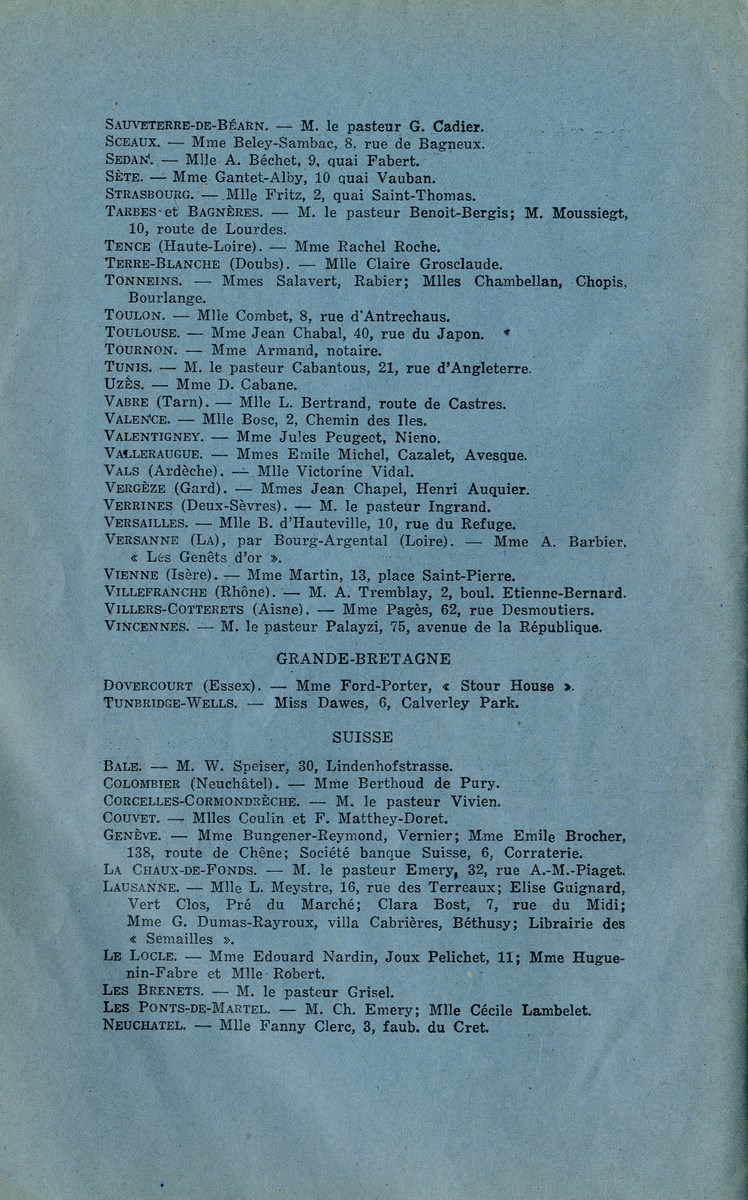 SAUVETERRE-DE-BÉARN. — M. le pasteur G. Cadier.
SCEAUX. — Mme Beley-Sambac, 8, rue de Bagneux.
SEDAN. — Mlle A. Béchet, 9, quai Fabert.
SÈTE. — Mme Gantet-Alby, 10 quai Vauban.
STRASBOURG. — Mlle Fritz, 2, quai Saint-Thomas.
TARBES et BAGNÈRES. — M. le pasteur Benoit-Bergis; M. Moussiegt,
10, route de Lourdes.
TENCE (Haute-Loire). — Mme Rachel Roche.
TERRE-BLANCHE (Doubs). — Mlle Claire Grosclaude.
TONNEINS. — Mmes Salavert, Rabier; Mlles Chambellan, Chopis,
Bourlange.
TOULON. — Mlle Combet, 8, rue d'Antrechaus.
TOULOUSE. — Mme Jean Chabal, 40, rue du Japon.
TOURNON. — Mme Armand, notaire.
TUNIS. — M. le pasteur Cabantous, 21, rue d'Angleterre.
UZÈS. — Mme D. Cabane.
VABRE (Tarn). — Mlle L. Bertrand, route de Castres.
VALENCE. — Mlle Bosc, 2, Chemin des Iles.
VALENTIGNEY. — Mme Jules Peugeot, Nieno.
VALLERAUGUE. — Mmes Emile Michel, Cazalet, Avesque.
VALS (Ardèche). — Mlle Victorine Vidal.
VERGÈZE (Gard). — Mmes Jean Chapel, Henri Auquier.
VERRINES (Deux-Sèvres). — M. le pasteur Ingrand.
VERSAILLES. — Mlle B. d'Hauteville, 10, rue du Refuge.
VERSANNE (LA), par Bourg-Argental (Loire). — Mme A. Barbier,
« Les Genêts d'or ».
VIENNE (Isère). — Mme Martin, 13, place Saint-Pierre.
VILLEFRANCHE (Rhône). — M. A. Tremblay, 2, boul. Etienne-Bernard.
VILLERS-COTTERETS (Aisne). — Mme Pagès, 62, rue Desmoutiers.
VINCENNES. — M. le pasteur Palayzi, 75, avenue de la République.
GRANDE-BRETAGNE
DOVERCOURT (Essex). — Mme Ford-Porter, « Stour House ».
TUNBRIDGE-WELLS. — Miss Dawes, 6, Calverley Park.
SUISSE
BALE. — M. W. Speiser, 30, Lindenhofstrasse.
COLOMBIER (Neuchâtel). — Mme Berthoud de Pury.
CORCELLES-CORMONDRÈCHE. — M. le pasteur Vivien.
COUVET. — Mlles Coulin et F. Matthey-Doret.
GENÈVE. — Mme Bungener-Reymond, Vernier; Mme Emile Brocher,
138, route de Chêne; Société banque Suisse, 6, Corraterie.
LA CHAUX-DE-FONDS. — M. le pasteur Emery, 32, rue A.-M.-Piaget.
LAUSANNE. — Mlle L. Meystre, 16, rue des Terreaux; Elise Guignard,
Vert Clos, Pré du Marché; Clara Bost, 7, rue du Midi;
Mme G. Dumas-Rayroux, villa Cabrières, Béthusy; Librairie des
« Semailles ».
LE LOCLE. — Mme Edouard Nardin, Joux Pelichet, 11; Mme Hugue-
nin-Fabre et Mlle Robert.
LES BRENETS. — M. le pasteur Grisel.
LES PONTS-DE-MARTEL. — M. Ch. Emery; Mlle Cécile Lambelet.
NEUCHATEL. — Mlle Fanny Clerc, 3, faub. du Cret.